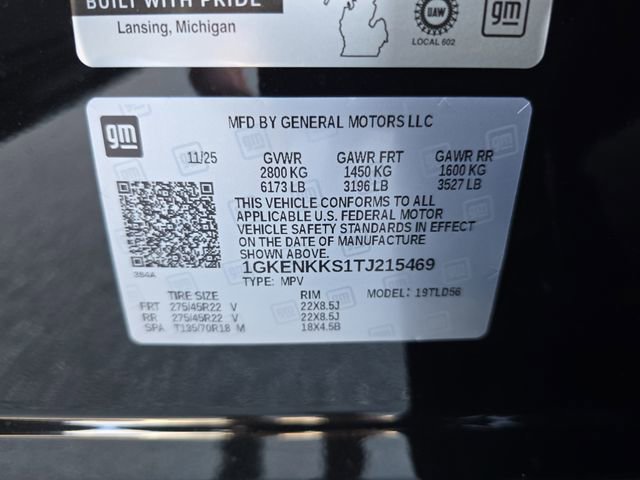 BUILT WITH PRIDE
Lansing, Michigan
UAW
LOCAL 602
gm
gm
MFD BY GENERAL MOTORS LLC
11/25 GVWR GAWR FRT GAWR RR
2800 KG 1450 KG 1600 KG
6173 LB 3196 LB 3527 LB
THIS VEHICLE CONFORMS TO ALL
APPLICABLE U.S. FEDERAL MOTOR
VEHICLE SAFETY STANDARDS IN EFFECT
ON THE DATE OF MANUFACTURE
SHOWN ABOVE.
384A
1GKENKKS1TJ215469
TYPE: MPV
TIRE SIZE RIM MODEL: 19TLD56
FRT 275/45R22 V 22X8.5J
RR 275/45R22 V 22X8.5J
SPA T135/70R18 M 18X4.5B